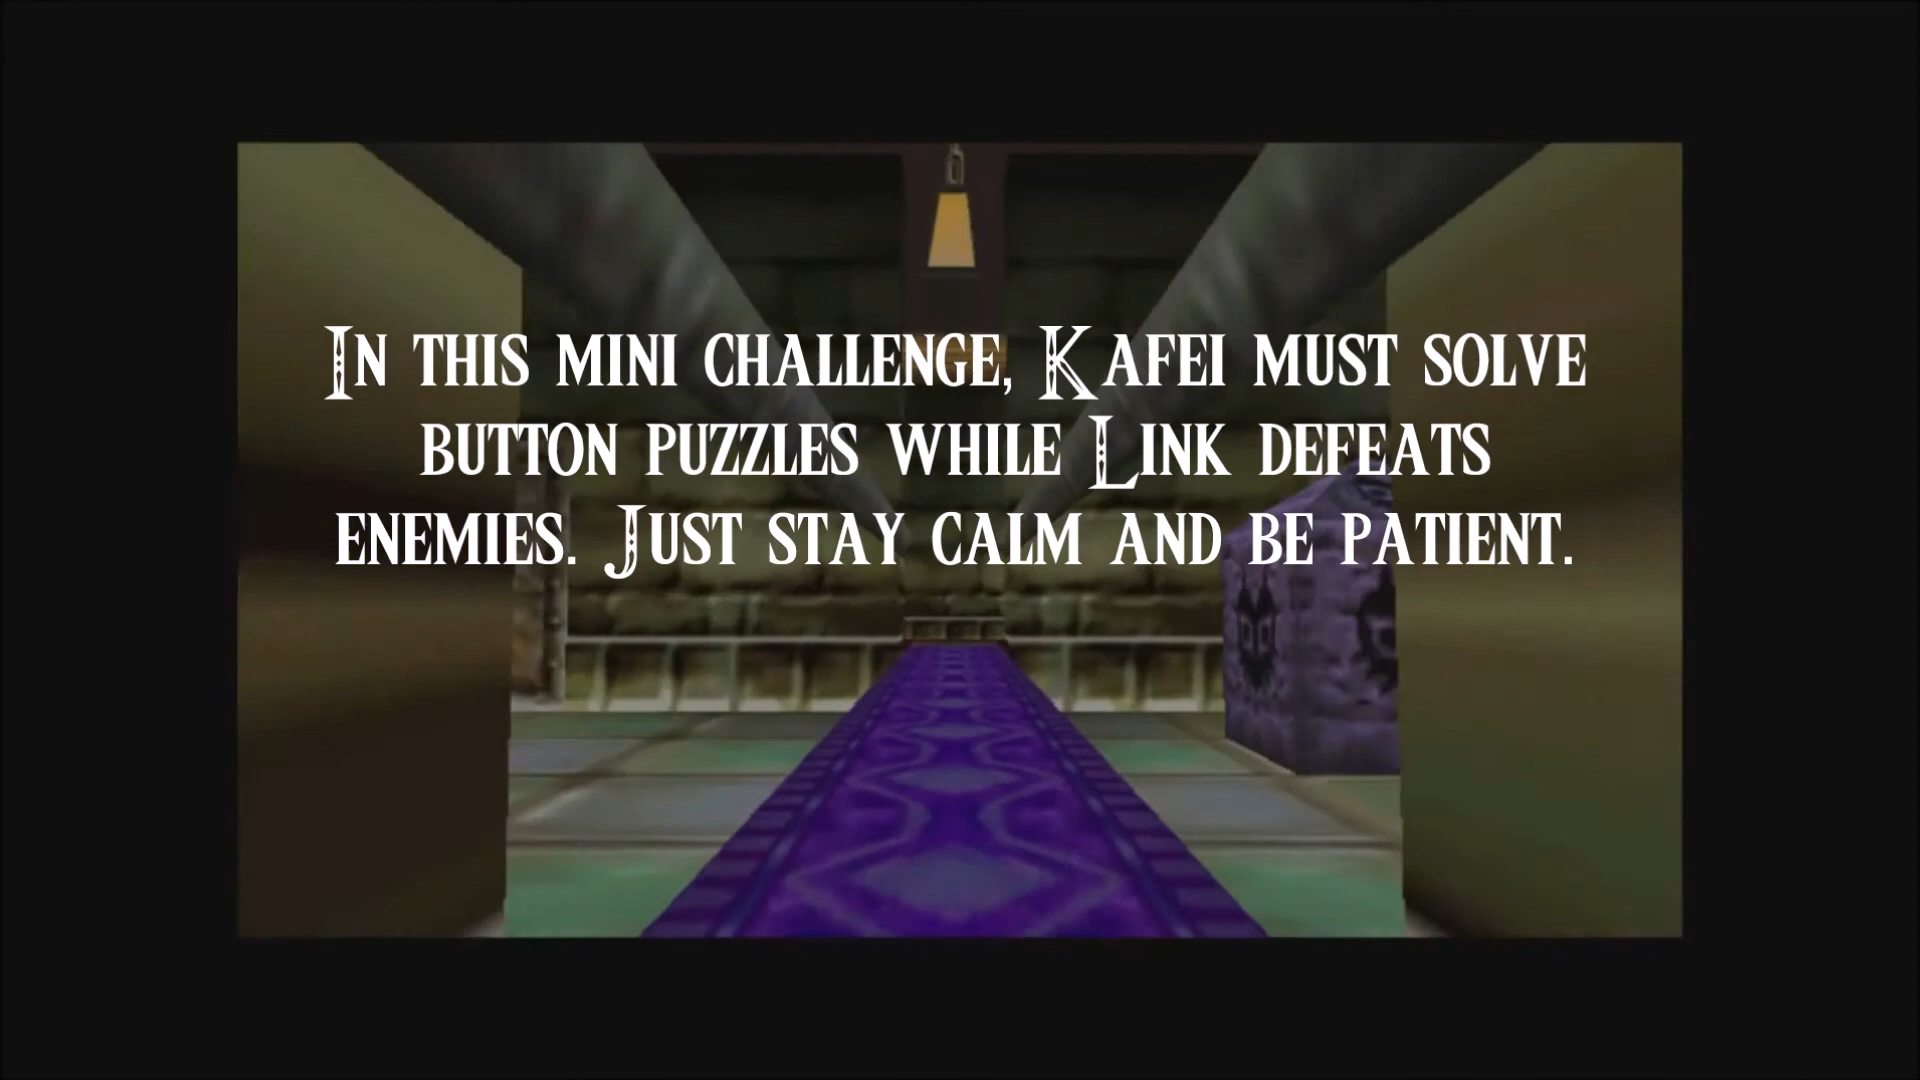 In this mini challenge, Kafei must solve
button puzzles while Link defeats
enemies. Just stay calm and be patient.